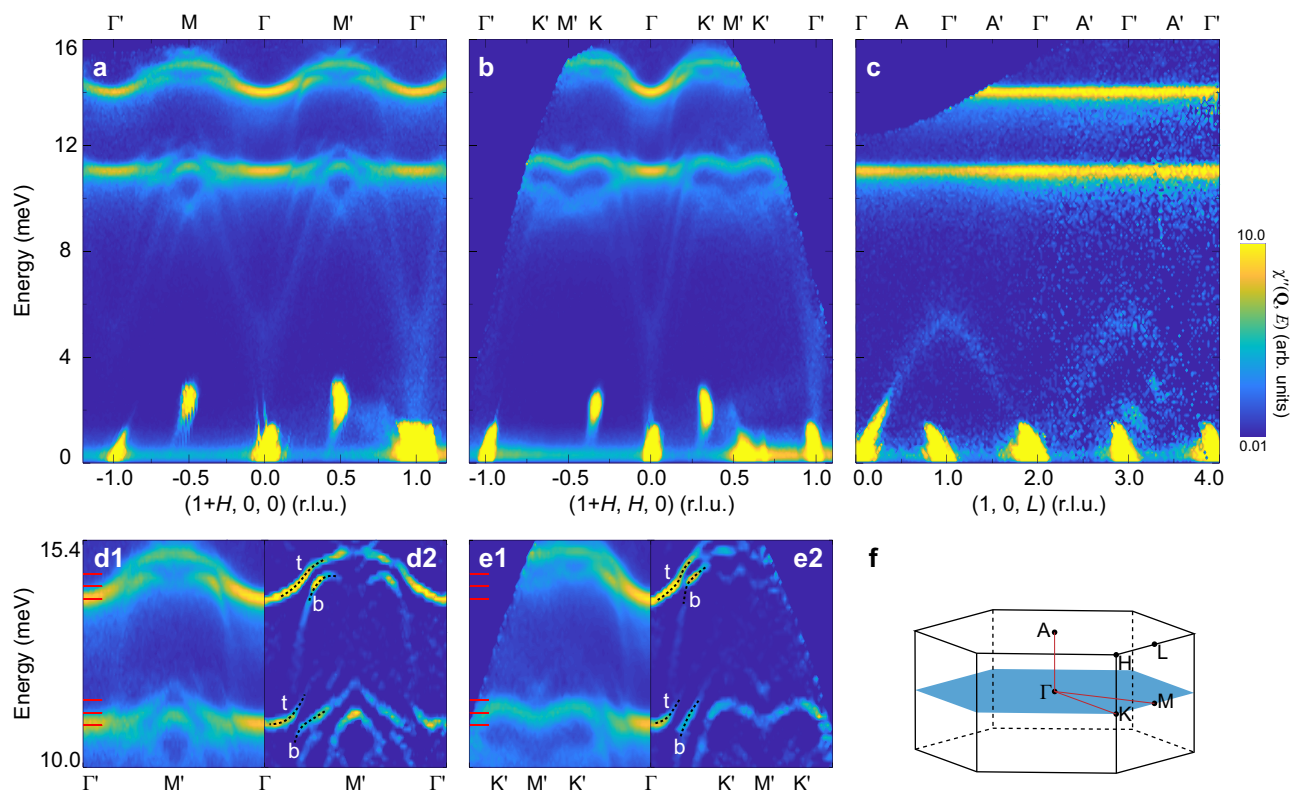 Γ′ M Γ M′ Γ′
Γ′ K′ M′ K Γ K′ M′ K′ Γ′
Γ A Γ′ A′ Γ′ A′ Γ′ A′ Γ′
a
b
c
16
12
8
4
0
Energy (meV)
-1.0 -0.5 0.0 0.5 1.0
(1+H, 0, 0) (r.l.u.)
-1.0 -0.5 0.0 0.5 1.0
(1+H, H, 0) (r.l.u.)
0.0 1.0 2.0 3.0 4.0
(1, 0, L) (r.l.u.)
10.0
χ″(Q, E) (arb. units)
0.01
15.4
10.0
Energy (meV)
d1
d2
t
b
t
b
Γ′ M′ Γ M′ Γ′
e1
e2
t
b
t
b
K′ M′ K′ Γ K′ M′ K′
f
A
H
L
Γ
K
M